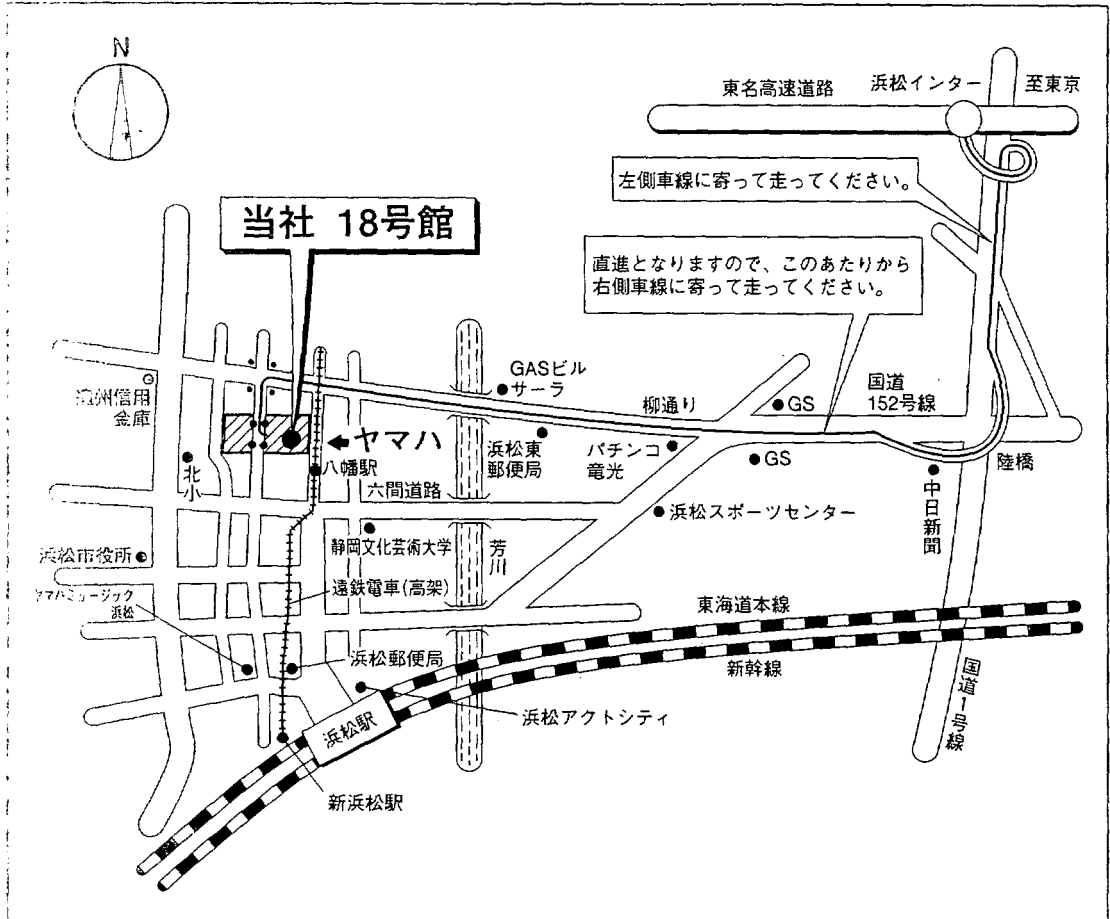 N
東名高速道路
浜松インター
至東京
左側車線に寄って走ってください。
当社 18号館
直進となりますので、このあたりから
右側車線に寄って走ってください。
GASビル
サーラ
柳通り
GS
国道
152号線
遠州信用
金庫
ヤマハ
八幡駅
浜松東
郵便局
パチンコ
竜光
GS
陸橋
北小
六間道路
中日新聞
浜松スポーツセンター
静岡文化芸術大学
芳川
浜松市役所
遠鉄電車(高架)
ヤマハミュージック
浜松
東海道本線
浜松郵便局
新幹線
国道1号線
浜松アクトシティ
浜松駅
新浜松駅